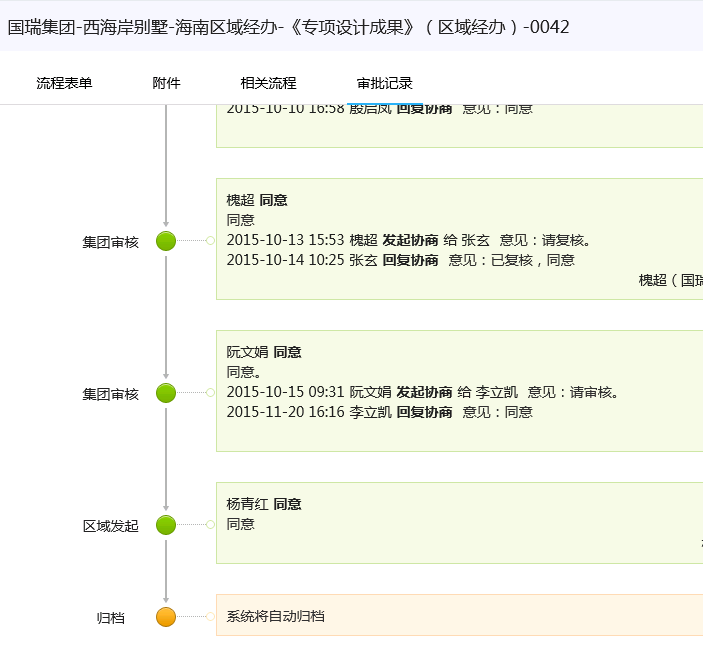 国瑞集团-西海岸别墅-海南区域经办-《专项设计成果》（区域经办）-0042
流程表单 附件 相关流程 审批记录
2015-10-10 16:58 殷启凤 回复协商 意见：同意
槐超 同意
同意
2015-10-13 15:53 槐超 发起协商 给 张玄 意见：请复核。
集团审核
2015-10-14 10:25 张玄 回复协商 意见：已复核，同意
槐超（国瑞
阮文娟 同意
同意。
2015-10-15 09:31 阮文娟 发起协商 给 李立凯 意见：请审核。
集团审核
2015-11-20 16:16 李立凯 回复协商 意见：同意
杨青红 同意
同意
区域发起
系统将自动归档
归档